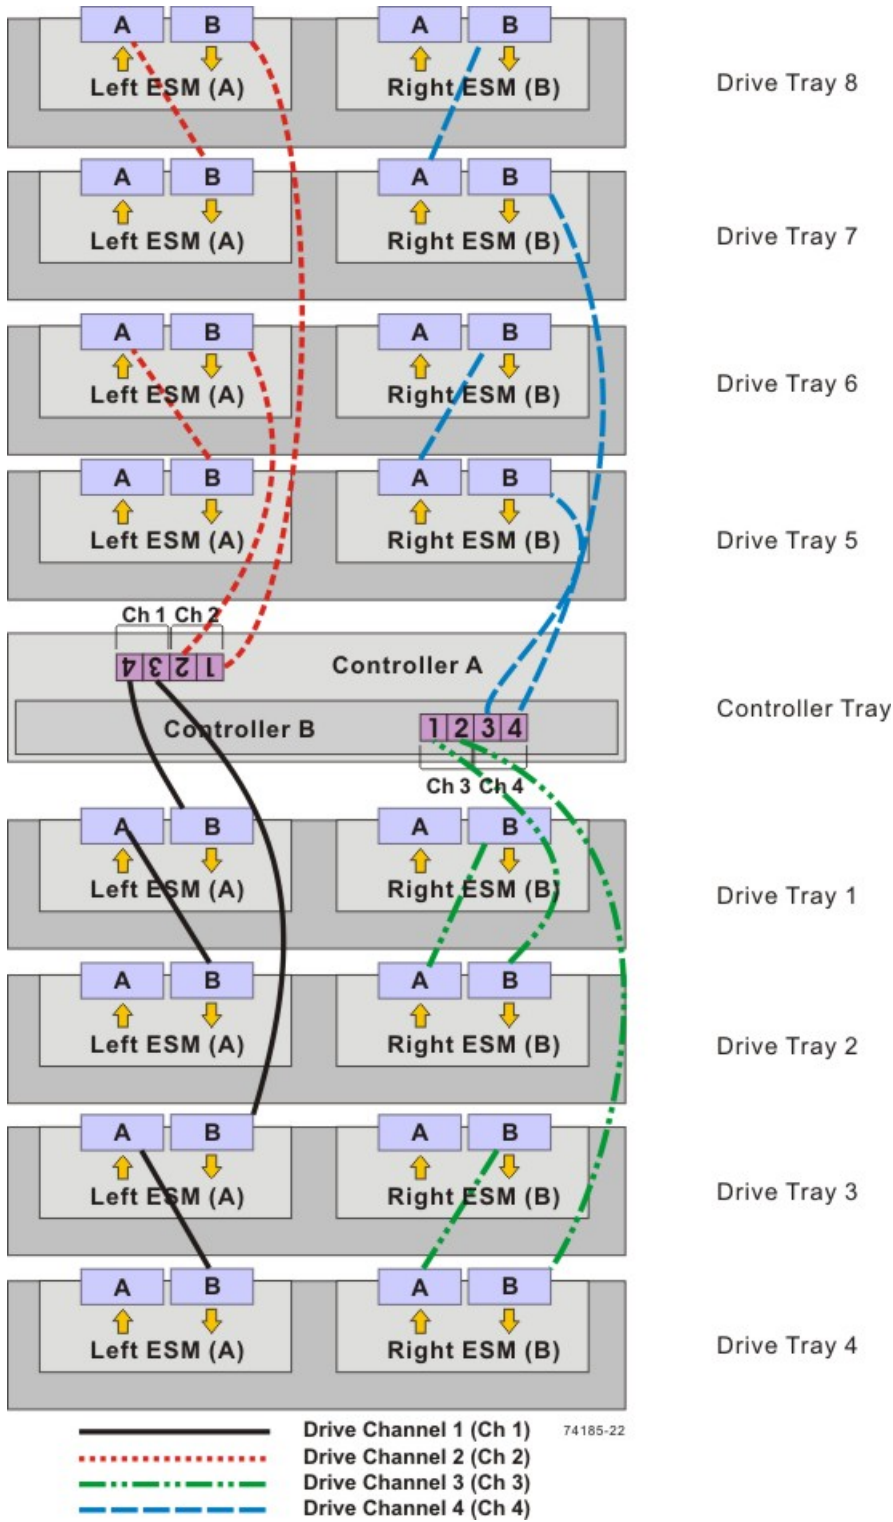 A B A B
Left ESM (A) Right ESM (B) Drive Tray 8
A B A B
Left ESM (A) Right ESM (B) Drive Tray 7
A B A B
Left ESM (A) Right ESM (B) Drive Tray 6
A B A B
Left ESM (A) Right ESM (B) Drive Tray 5
Ch 1 Ch 2
4 3 2 1 Controller A
Controller B 1 2 3 4 Controller Tray
Ch 3 Ch 4
A B A B
Left ESM (A) Right ESM (B) Drive Tray 1
A B A B
Left ESM (A) Right ESM (B) Drive Tray 2
A B A B
Left ESM (A) Right ESM (B) Drive Tray 3
A B A B
Left ESM (A) Right ESM (B) Drive Tray 4
Drive Channel 1 (Ch 1) 74185-22
Drive Channel 2 (Ch 2)
Drive Channel 3 (Ch 3)
Drive Channel 4 (Ch 4)